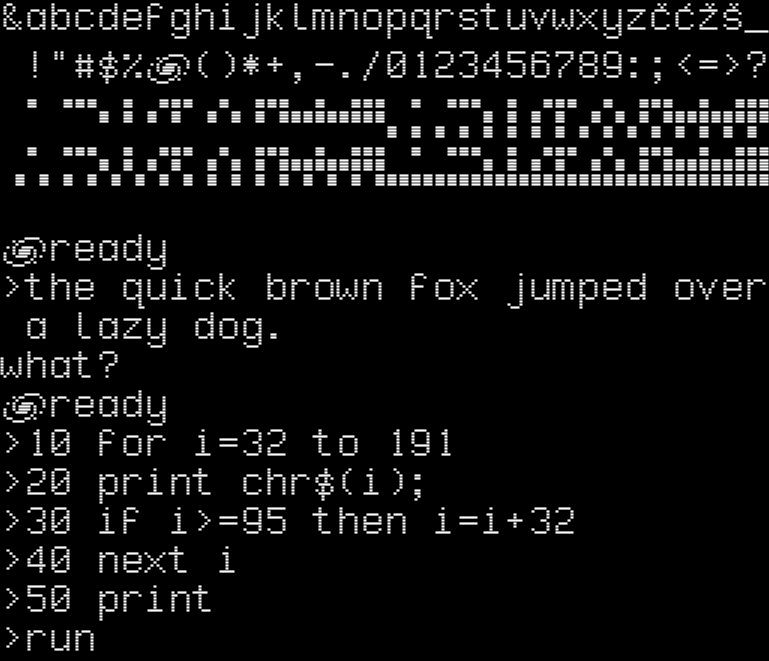 &abcdefghijklmnopqrstuvwxyzčćžš_
!"#$%()*+,-./0123456789:;<=>?
ready
>the quick brown fox jumped over
a lazy dog.
what?
ready
>10 for i=32 to 191
>20 print chr$(i);
>30 if i>=95 then i=i+32
>40 next i
>50 print
>run